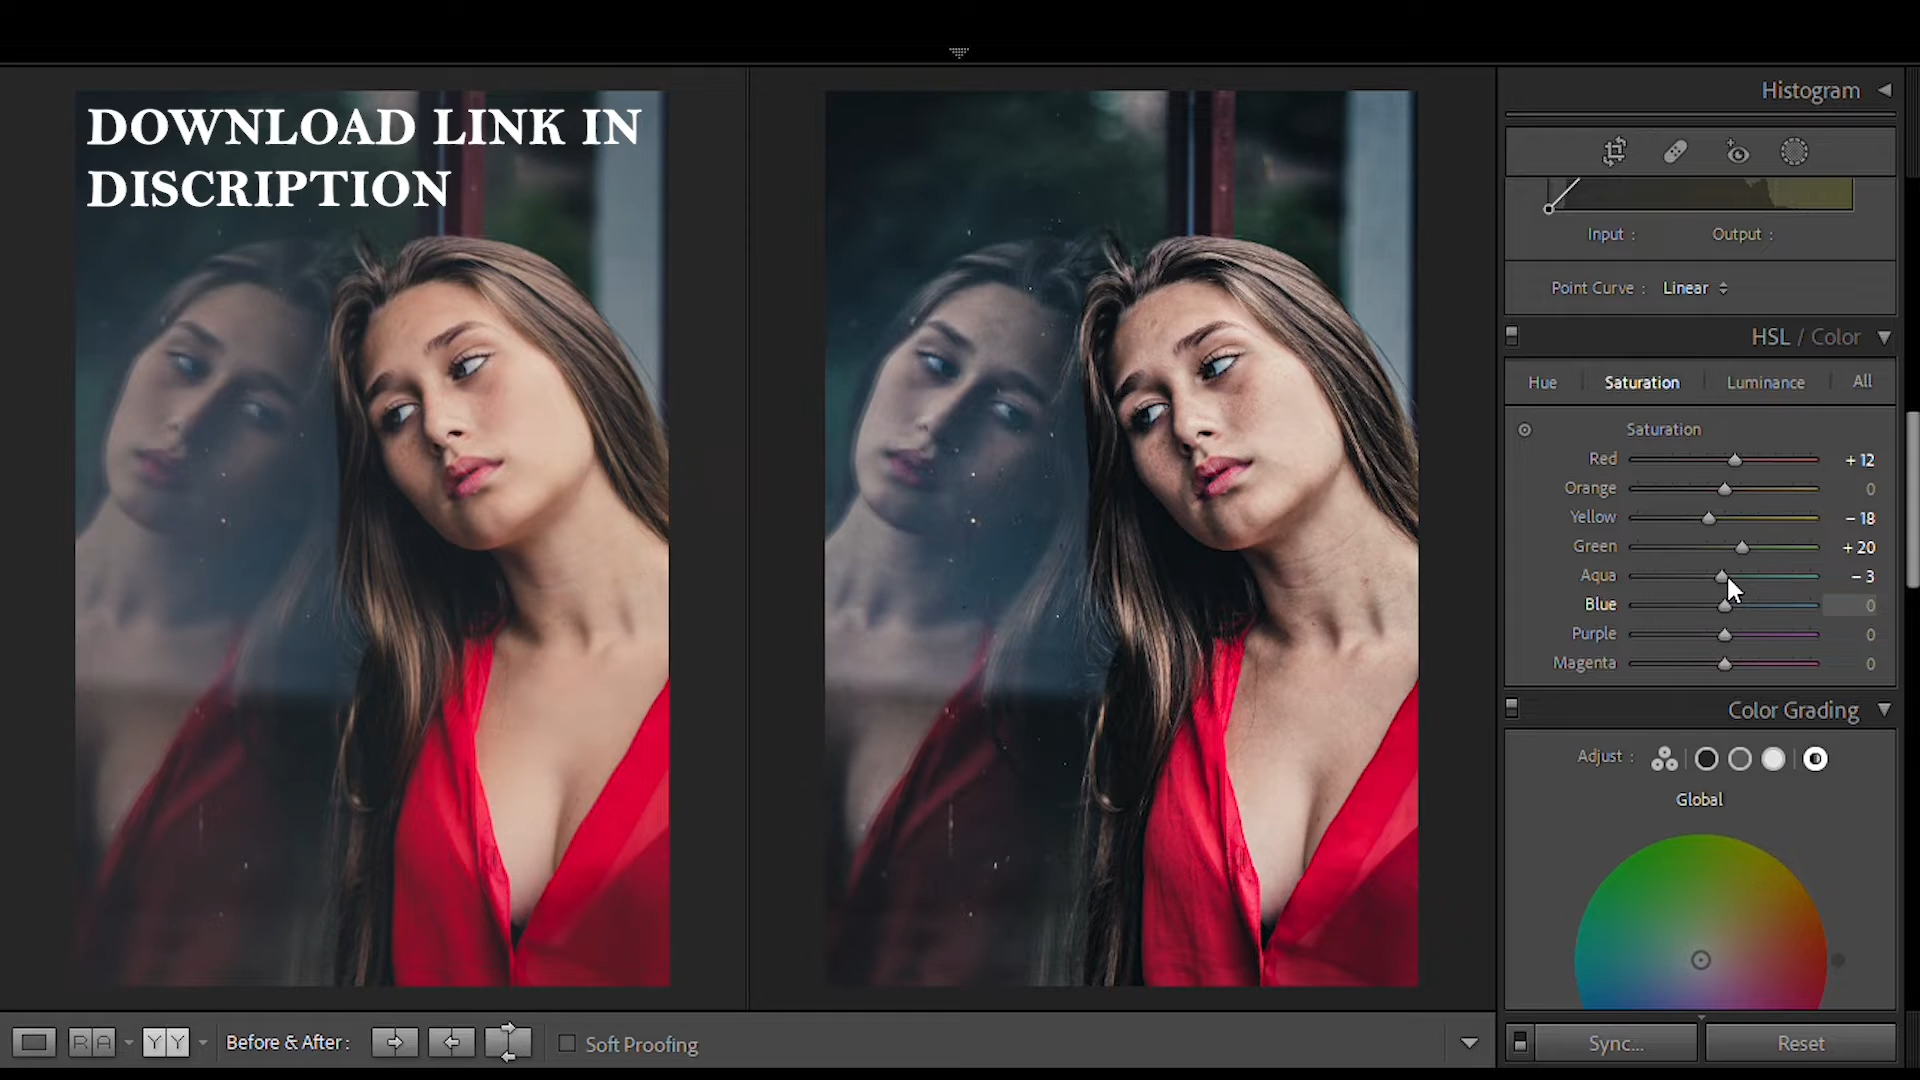 DOWNLOAD LINK IN
DISCRIPTION
Histogram
Input :
Output :
Point Curve : Linear
HSL / Color
Hue Saturation Luminance All
Saturation
Red + 12
Orange 0
Yellow – 18
Green + 20
Aqua – 3
Blue 0
Purple 0
Magenta 0
Color Grading
Adjust :
Global
R A Y Y Before & After : Soft Proofing
Sync... Reset